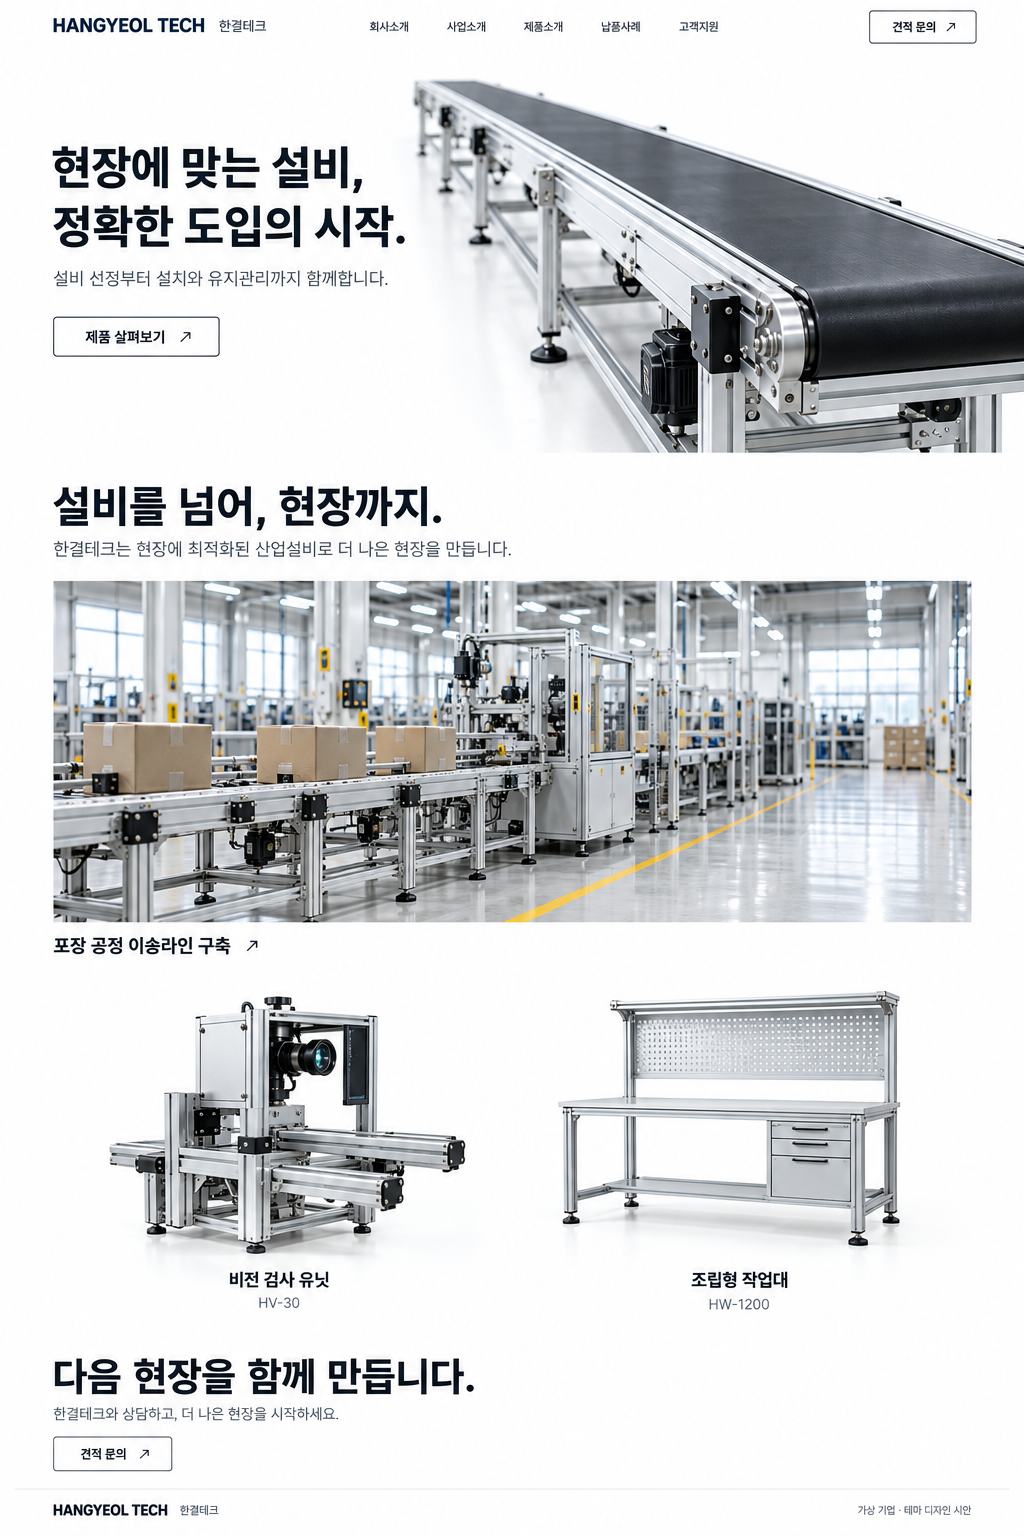 HANGYEOL TECH 한결테크
회사소개 사업소개 제품소개 납품사례 고객지원
견적 문의 ↗
현장에 맞는 설비,
정확한 도입의 시작.
설비 선정부터 설치와 유지관리까지 함께합니다.
제품 살펴보기 ↗
설비를 넘어, 현장까지.
한결테크는 현장에 최적화된 산업설비로 더 나은 현장을 만듭니다.
포장 공정 이송라인 구축 ↗
비전 검사 유닛
HV-30
조립형 작업대
HW-1200
다음 현장을 함께 만듭니다.
한결테크와 상담하고, 더 나은 현장을 시작하세요.
견적 문의 ↗
HANGYEOL TECH 한결테크
가상 기업 · 테마 디자인 시안